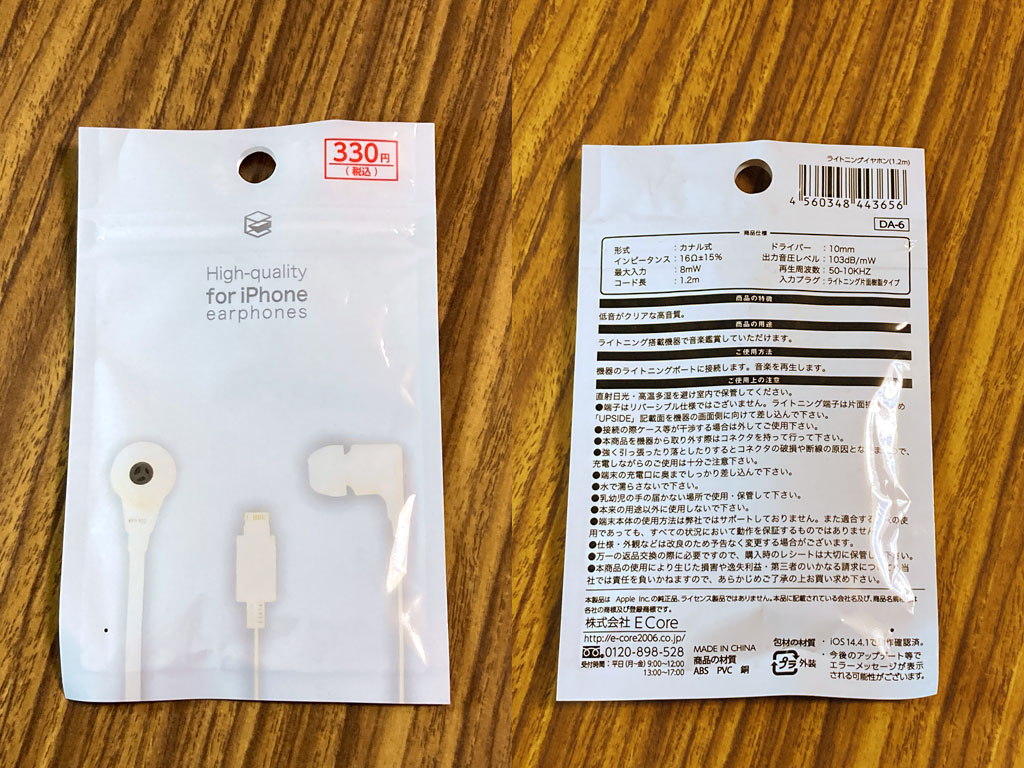 330円
(税込)
High-quality
for iPhone
earphones
ライトニングイヤホン(1.2m)
4 560348 443656
DA-6
商品仕様
形式 : カナル式 ドライバー : 10mm
インピータンス : 16Ω±15% 出力音圧レベル : 103dB/mW
最大入力 : 8mW 再生周波数 : 50-10KHZ
コード長 : 1.2m 入力プラグ : ライトニング片面樹脂タイプ
商品の特徴
低音がクリアな高音質。
商品の用途
ライトニング搭載機器で音楽鑑賞していただけます。
ご使用方法
機器のライトニングポートに接続します。音楽を再生します。
ご使用上の注意
直射日光・高温多湿を避け室内で保管してください。
●端子はリバーシブル仕様ではございません。ライトニング端子は片面接 め
「UPSIDE」記載面を機器の画面側に向けて差し込んで下さい。
●接続の際ケース等が干渉する場合は外してご使用下さい。
●本商品を機器から取り外す際はコネクタを持って行って下さい。
●強く引っ張ったり落としたりするとコネクタの破損や断線の原因とな で、
充電しながらのご使用は十分ご注意下さい。
●端末の充電口に奥までしっかり差し込んで下さい。
●水で濡らさないで下さい。
●乳幼児の手の届かない場所で使用・保管して下さい。
●本来の用途以外に使用しないで下さい。
●端末本体の使用方法は弊社ではサポートしておりません。また適合する の使
用であっても、すべての状況において動作を保証するものではありません。
●仕様・外観などは改良のため予告なく変更する場合がございます。
●万一の返品交換の際に必要ですので、購入時のレシートは大切に保管し 下さい。
●本商品の使用により生じた損害や逸失利益・第三者のいかなる請求につ 当
社では責任を負いかねますので、あらかじめご了承の上お買い求め下さい。
本製品は Apple Inc.の純正品、ライセンス製品ではありません。本品に記載されている会社名及び、商品名
各社の商標及び登録商標です。
株式会社 E Core
http://e-core2006.co.jp/
0120-898-528
受付時間 : 平日(月~金) 9:00~12:00
13:00~17:00
MADE IN CHINA
商品の材質
ABS PVC 銅
包材の材質
プラ 外装
・iOS14.4.1で動作確認済。
・今後のアップデート等で
エラーメッセージが表示
される可能性がございます。